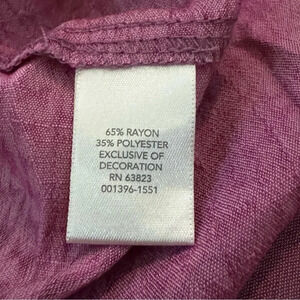 65% RAYON
35% POLYESTER
EXCLUSIVE OF
DECORATION
RN 63823
001396-1551